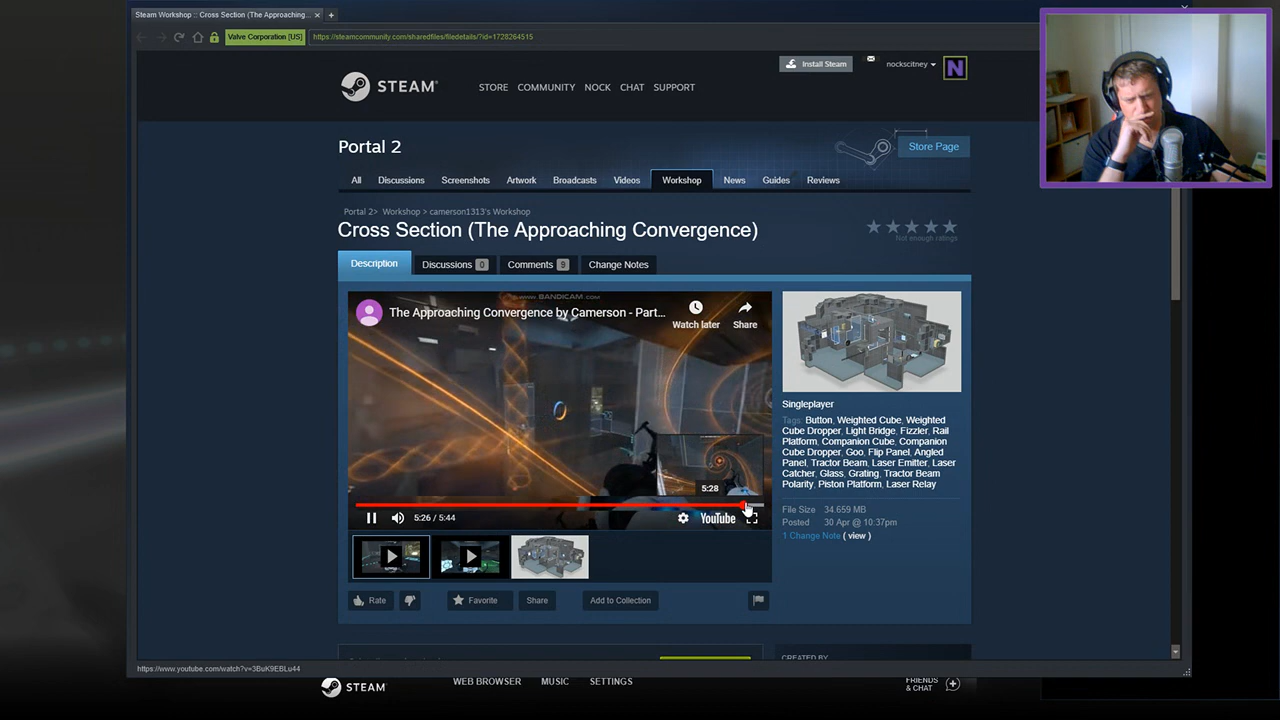 Steam Workshop :: Cross Section (The Approaching...
Valve Corporation [US]
https://steamcommunity.com/sharedfiles/filedetails/?id=1728264515
Install Steam
nockscitney
N
STEAM®
STORE COMMUNITY NOCK CHAT SUPPORT
Portal 2
Store Page
All Discussions Screenshots Artwork Broadcasts Videos Workshop News Guides Reviews
Portal 2 > Workshop > camerson1313's Workshop
Cross Section (The Approaching Convergence)
Not enough ratings
Description Discussions 0 Comments 9 Change Notes
www.BANDICAM.com
The Approaching Convergence by Camerson - Part...
Watch later Share
5:28
5:26 / 5:44
YouTube
Singleplayer
Tags: Button, Weighted Cube, Weighted
Cube Dropper, Light Bridge, Fizzler, Rail
Platform, Companion Cube, Companion
Cube Dropper, Goo, Flip Panel, Angled
Panel, Tractor Beam, Laser Emitter, Laser
Catcher, Glass, Grating, Tractor Beam
Polarity, Piston Platform, Laser Relay
File Size 34.659 MB
Posted 30 Apr @ 10:37pm
1 Change Note ( view )
Rate Favorite Share Add to Collection
CREATED BY
https://www.youtube.com/watch?v=3BuK9EBLu44
STEAM
WEB BROWSER MUSIC SETTINGS
FRIENDS
& CHAT